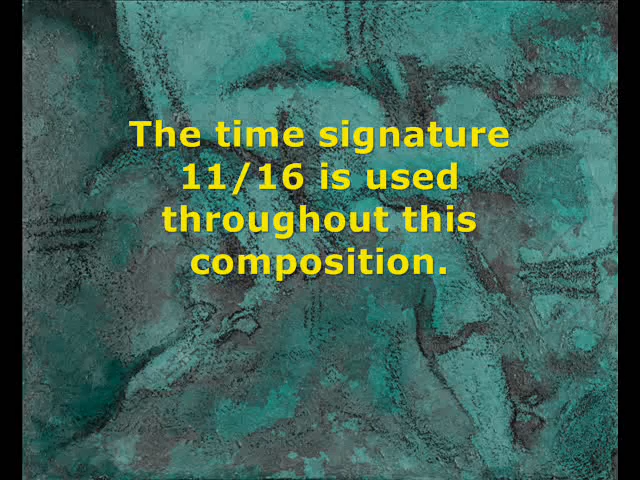 The time signature
11/16 is used
throughout this
composition.